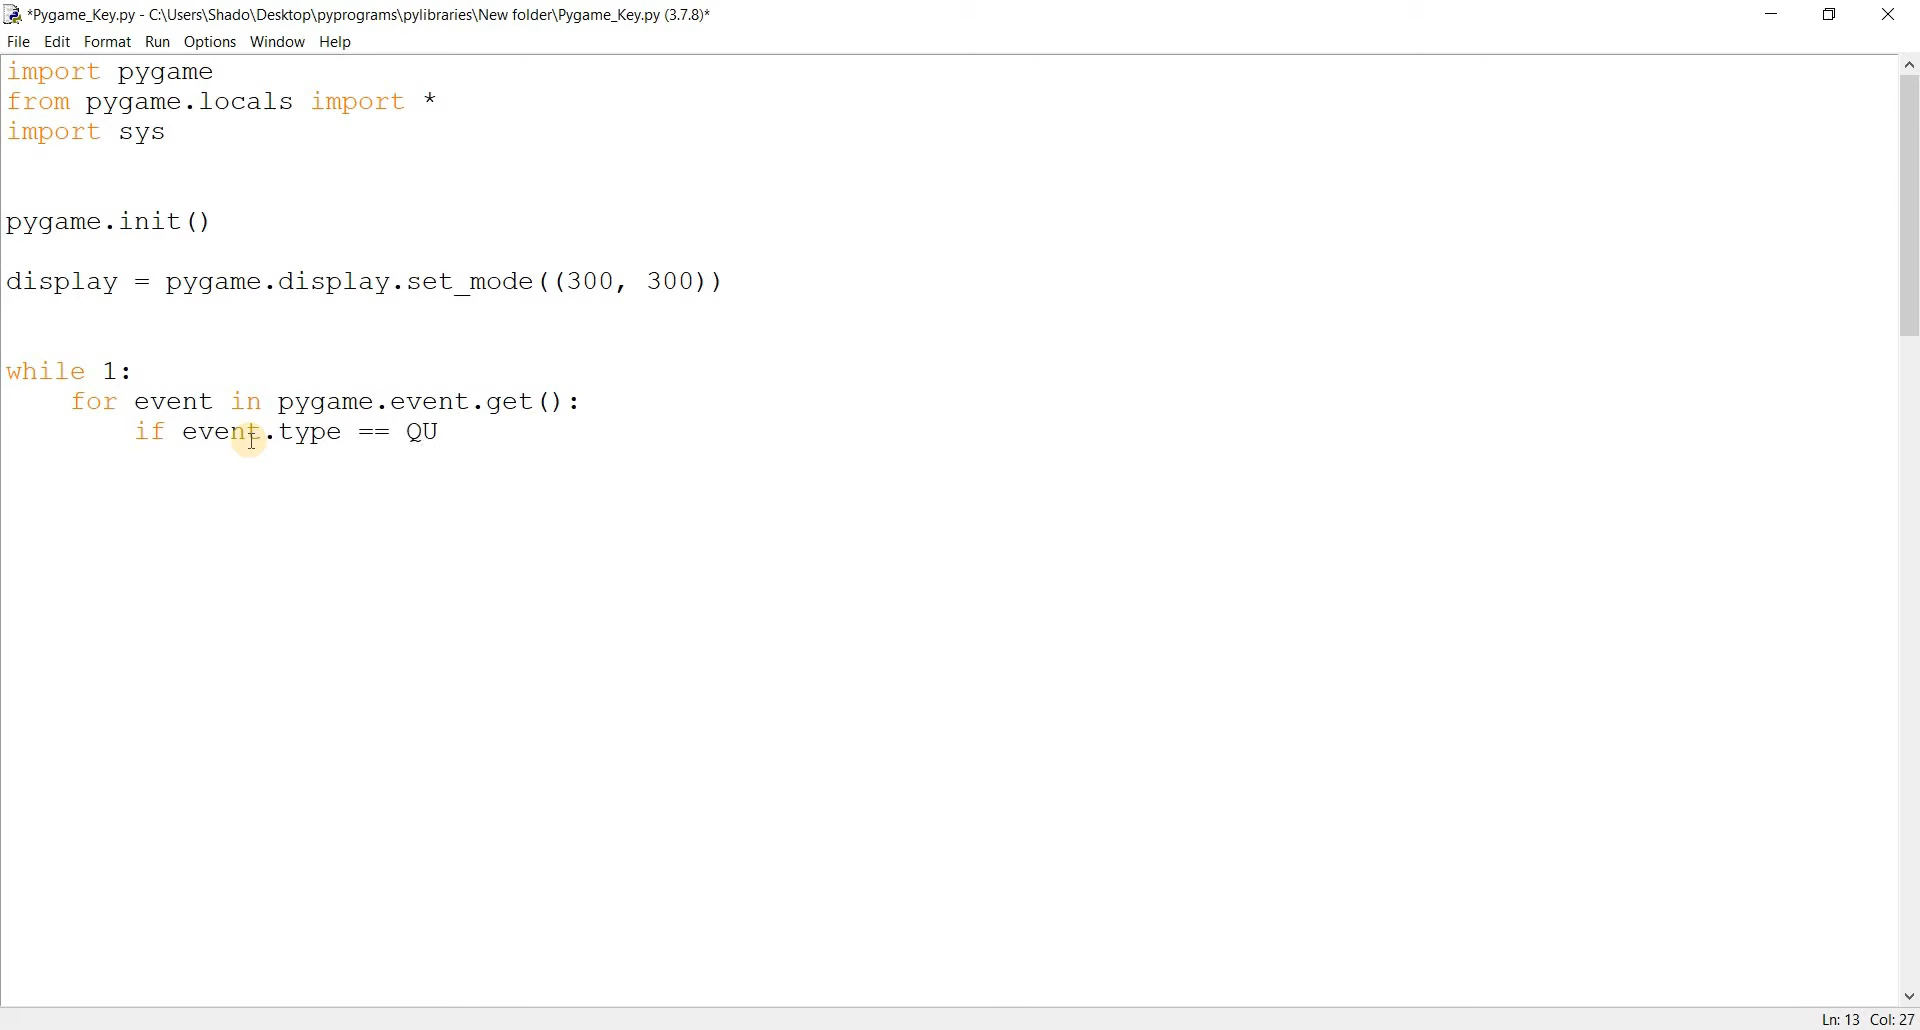 *Pygame_Key.py - C:\Users\Shado\Desktop\pyprograms\pylibraries\New folder\Pygame_Key.py (3.7.8)*
File Edit Format Run Options Window Help
import pygame
from pygame.locals import *
import sys
pygame.init()
display = pygame.display.set_mode((300, 300))
while 1:
    for event in pygame.event.get():
        if event.type == QU
Ln: 13 Col: 27